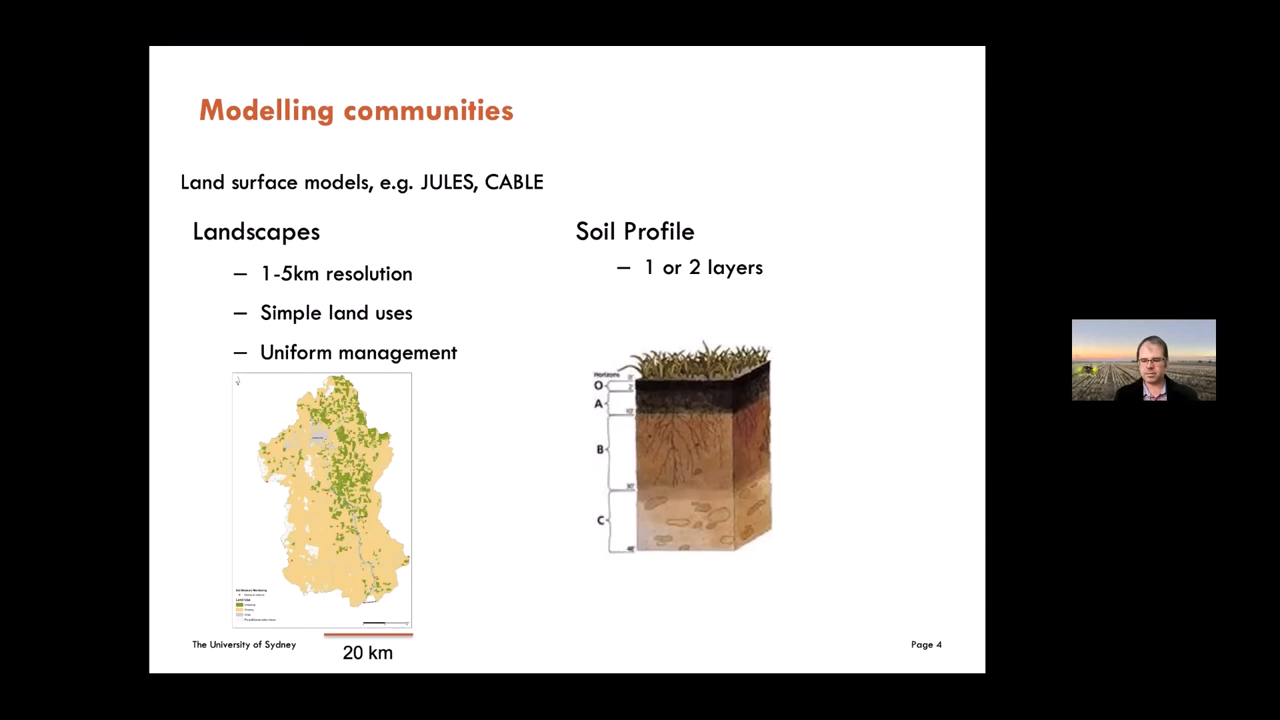 Modelling communities
Land surface models, e.g. JULES, CABLE
Landscapes
– 1-5km resolution
– Simple land uses
– Uniform management
Soil Profile
– 1 or 2 layers
Horizons
O
A
B
C
The University of Sydney
20 km
Page 4